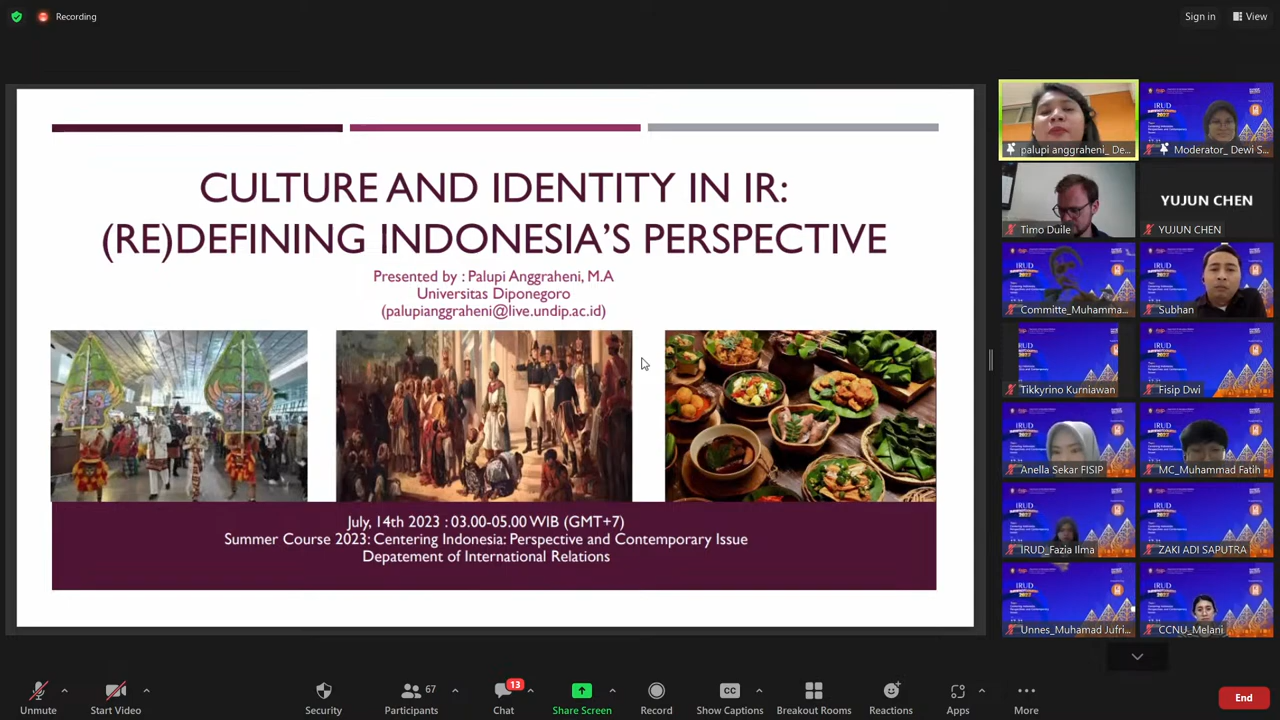 Recording
Sign in
View
CULTURE AND IDENTITY IN IR:
(RE)DEFINING INDONESIA'S PERSPECTIVE
Presented by : Palupi Anggraheni, M.A
Universitas Diponegoro
(palupianggraheni@live.undip.ac.id)
July, 14th 2023 : 03.00-05.00 WIB (GMT+7)
Summer Couese 2023: Centering Indonesia: Perspective and Contemporary Issue
Depatement of International Relations
palupi anggraheni_ De...
IRUD
Moderator_ Dewi S...
Timo Duile
YUJUN CHEN
YUJUN CHEN
Committe_Muhamma...
Subhan
Tikkyrino Kurniawan
Fisip Dwi
Anella Sekar FISIP
MC_Muhammad Fatih
IRUD_Fazia Ilma
ZAKI ADI SAPUTRA
Unnes_Muhamad Jufri...
CCNU_Melani
Unmute
Start Video
Security
67
Participants
13
Chat
Share Screen
Record
CC
Show Captions
Breakout Rooms
Reactions
Apps
More
End